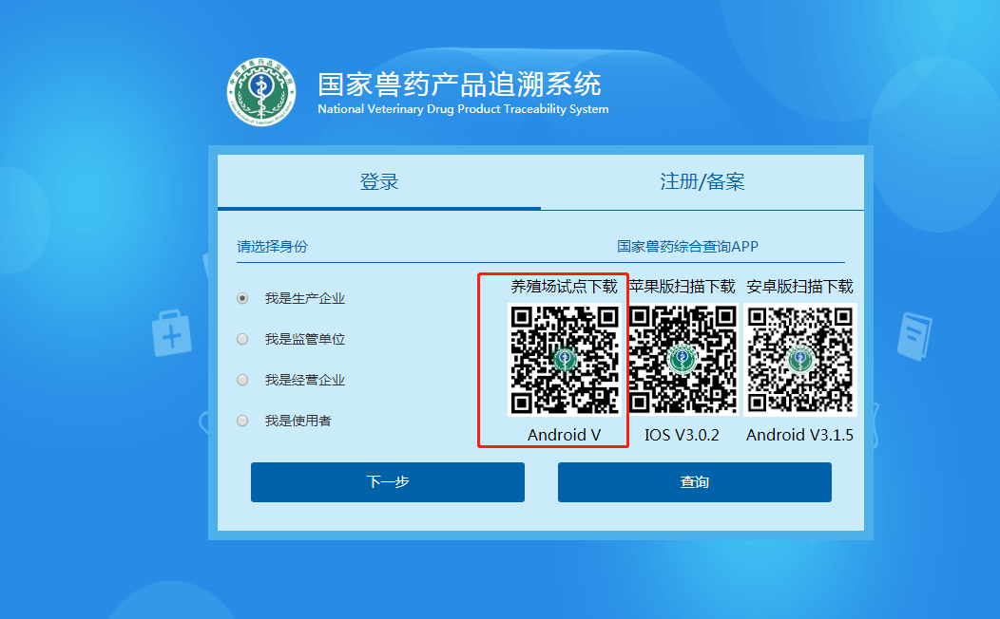 国家兽药产品追溯系统
National Veterinary Drug Product Traceability System
登录 注册/备案
请选择身份 国家兽药综合查询APP
养殖场试点下载 苹果版扫描下载 安卓版扫描下载
我是生产企业
我是监管单位
我是经营企业
我是使用者
Android V IOS V3.0.2 Android V3.1.5
下一步 查询